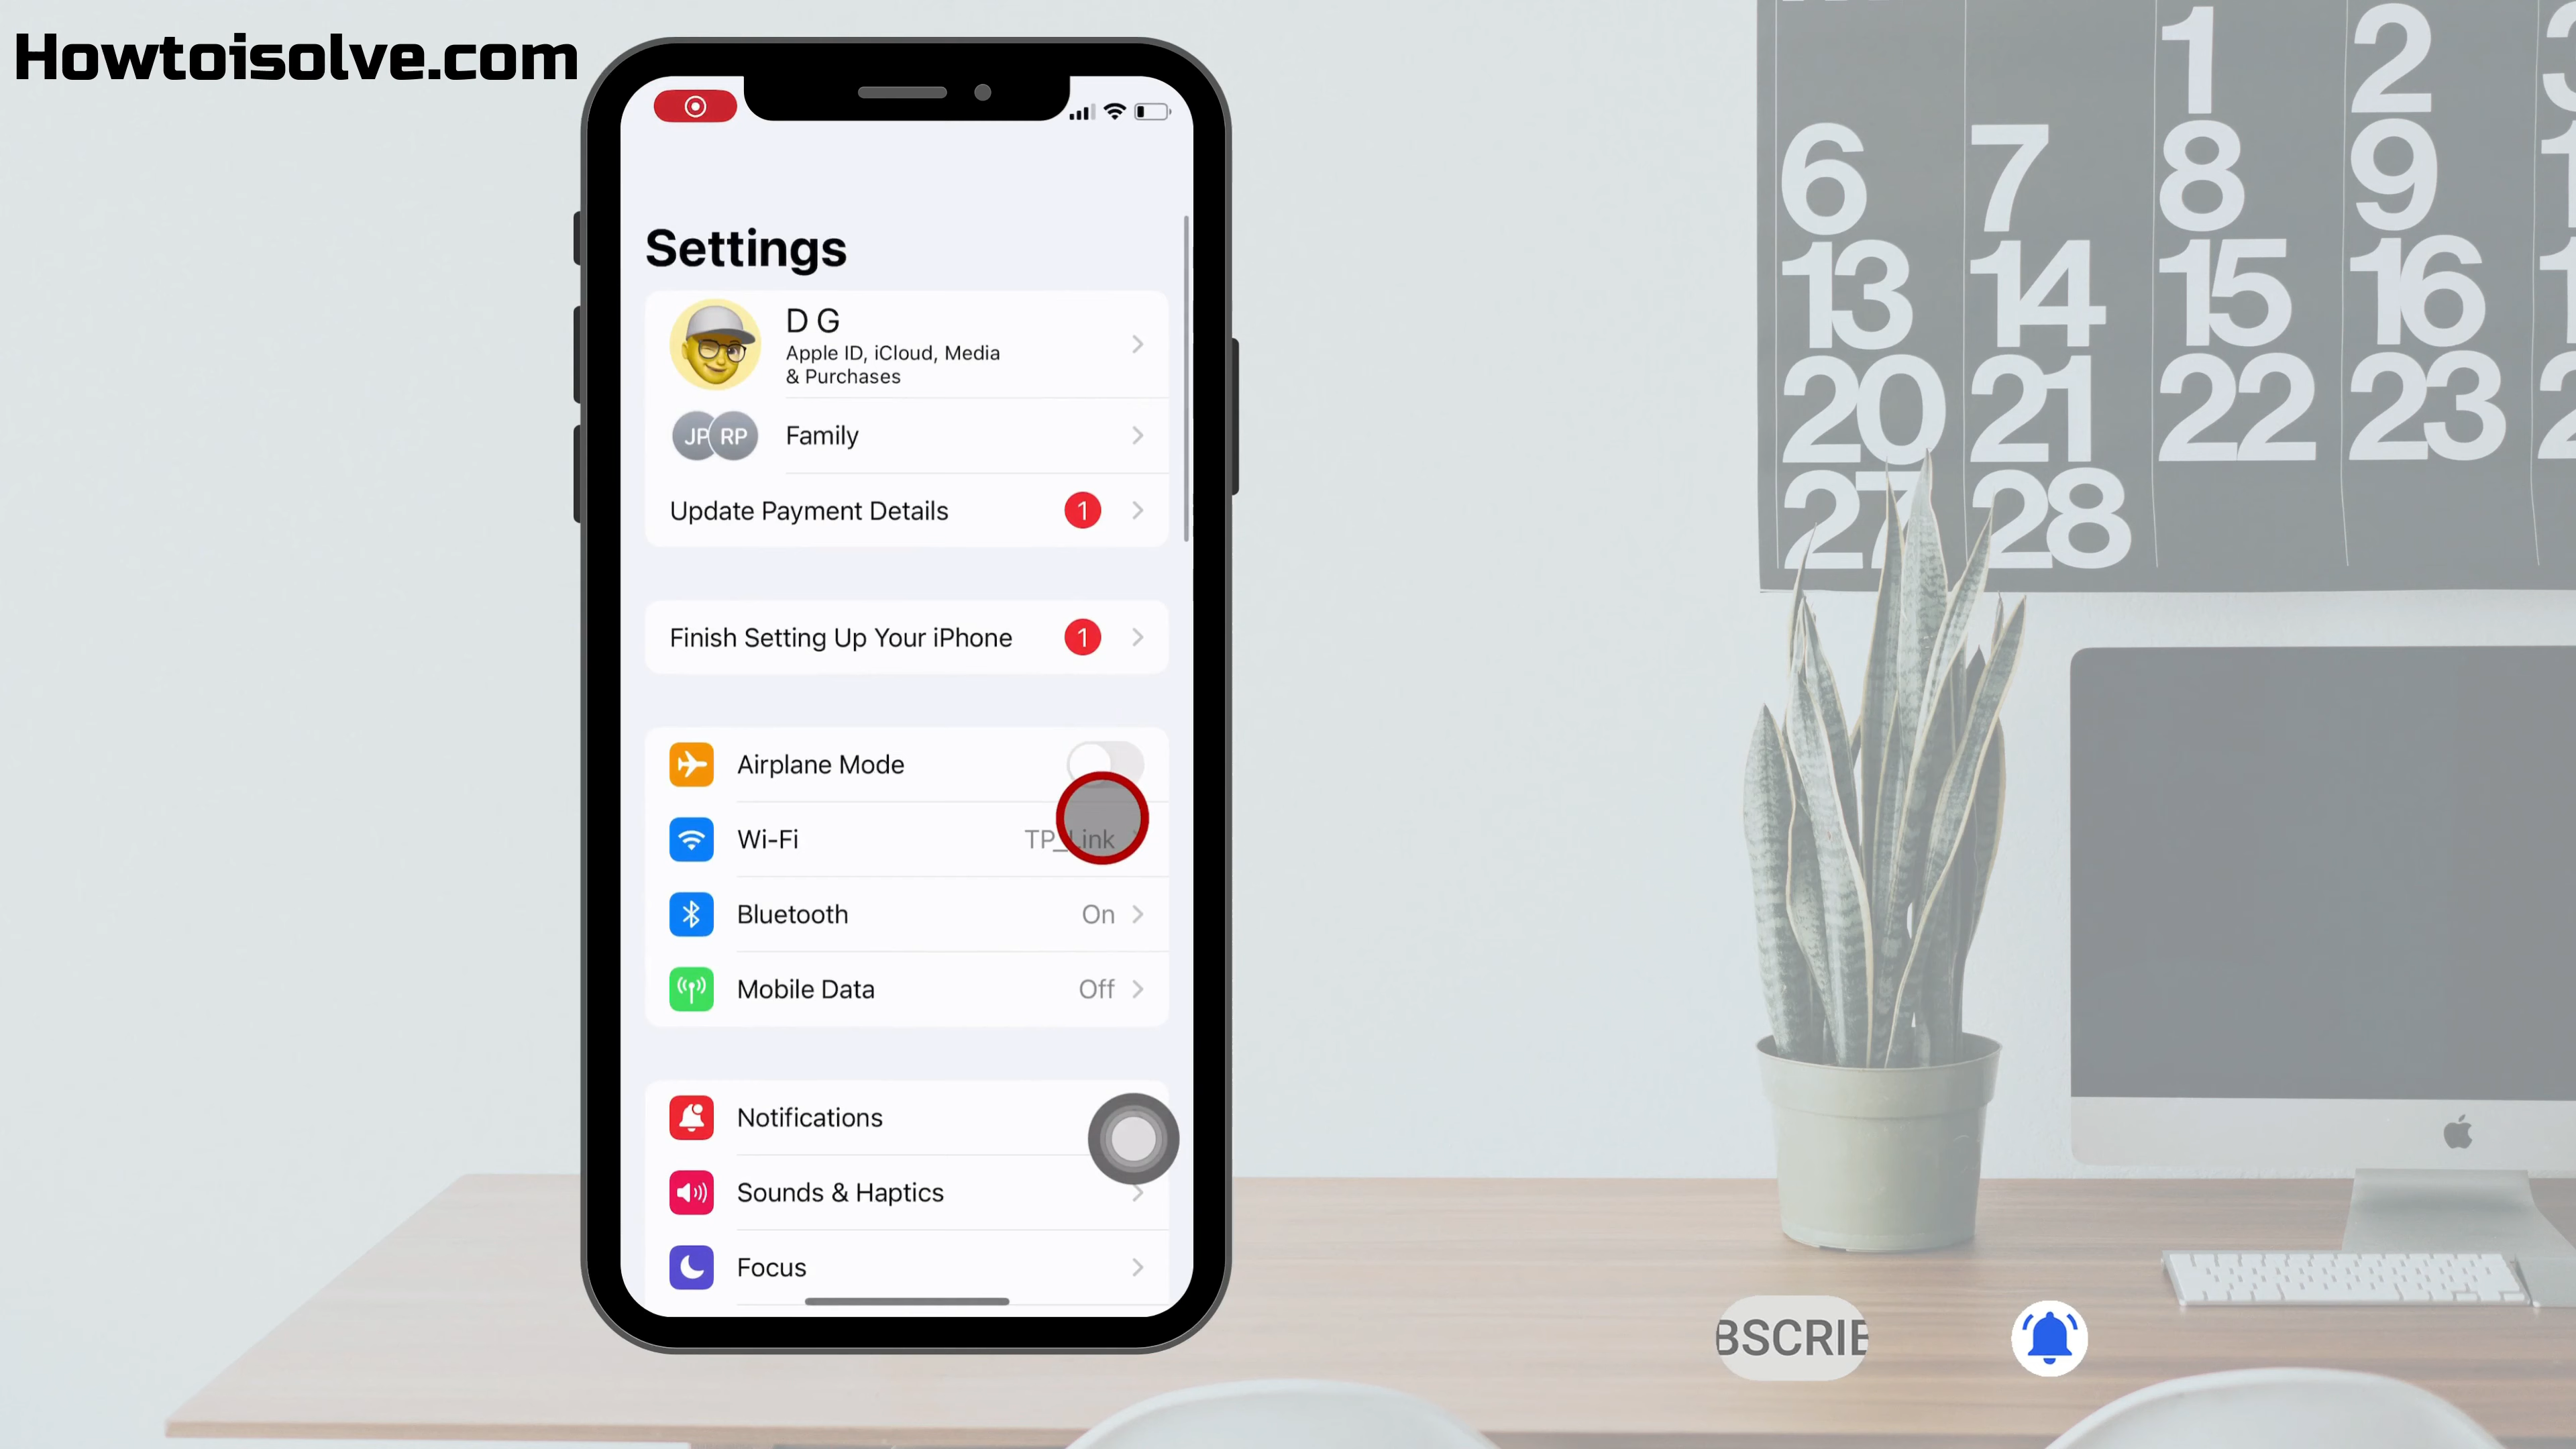 Howtoisolve.com
Settings
D G
Apple ID, iCloud, Media
& Purchases
JP RP
Family
Update Payment Details 1
Finish Setting Up Your iPhone 1
Airplane Mode
Wi-Fi TP_Link
Bluetooth On
Mobile Data Off
Notifications
Sounds & Haptics
Focus
1 2
6 7 8 9
13 14 15 16
20 21 22 23
27 28
BSCRIB